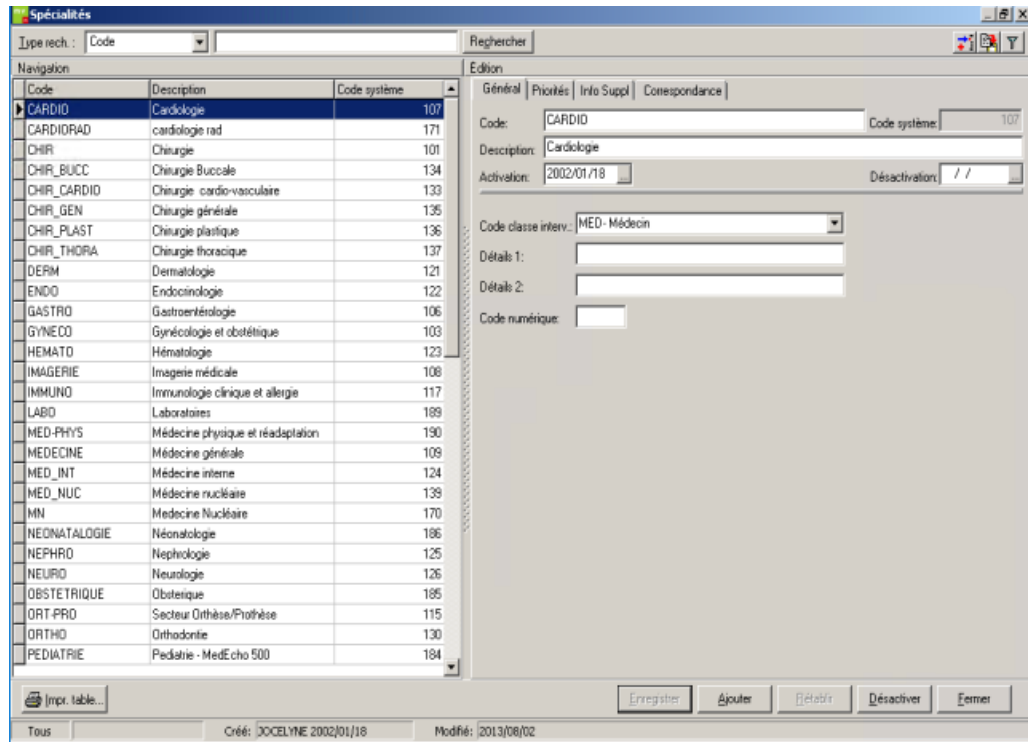 Spécialités
Type rech. : Code Reghercher
Navigation Edition
Code Description Code système
Général Priorités Info Suppl Correspondance
CARDIO Cardiologie 107
CARDIORAD cardiologie rad 171
CHIR Chirurgie 101
CHIR_BUCC Chirurgie Buccale 134
CHIR_CARDIO Chirurgie cardio-vasculaire 133
CHIR_GEN Chirurgie générale 135
CHIR_PLAST Chirurgie plastique 136
CHIR_THORA Chirurgie thoracique 137
DERM Dermatologie 121
ENDO Endocrinologie 122
GASTRO Gastroentérologie 106
GYNECO Gynécologie et obstétrique 103
HEMATO Hématologie 123
IMAGERIE Imagerie médicale 108
IMMUNO Immunologie clinique et allergie 117
LABO Laboratoires 189
MED-PHYS Médecine physique et réadaptation 190
MEDECINE Médecine générale 109
MED_INT Médecine interne 124
MED_NUC Médecine nucléaire 139
MN Medecine Nucléaire 170
NEONATALOGIE Néonatologie 186
NEPHRO Nephrologie 125
NEURO Neurologie 126
OBSTETRIQUE Obsterique 185
ORT-PRO Secteur Orthèse/Prothèse 115
ORTHO Orthodontie 130
PEDIATRIE Pediatrie - MedEcho 500 184
Code: CARDIO Code système: 107
Description: Cardiologie
Activation: 2002/01/18 ... Désactivation: / / ...
Code classe interv.: MED- Médecin
Détails 1:
Détails 2:
Code numérique:
Impr. table... Enregistrer Ajouter Rétablir Désactiver Fermer
Tous Créé: JOCELYNE 2002/01/18 Modifié: 2013/08/02